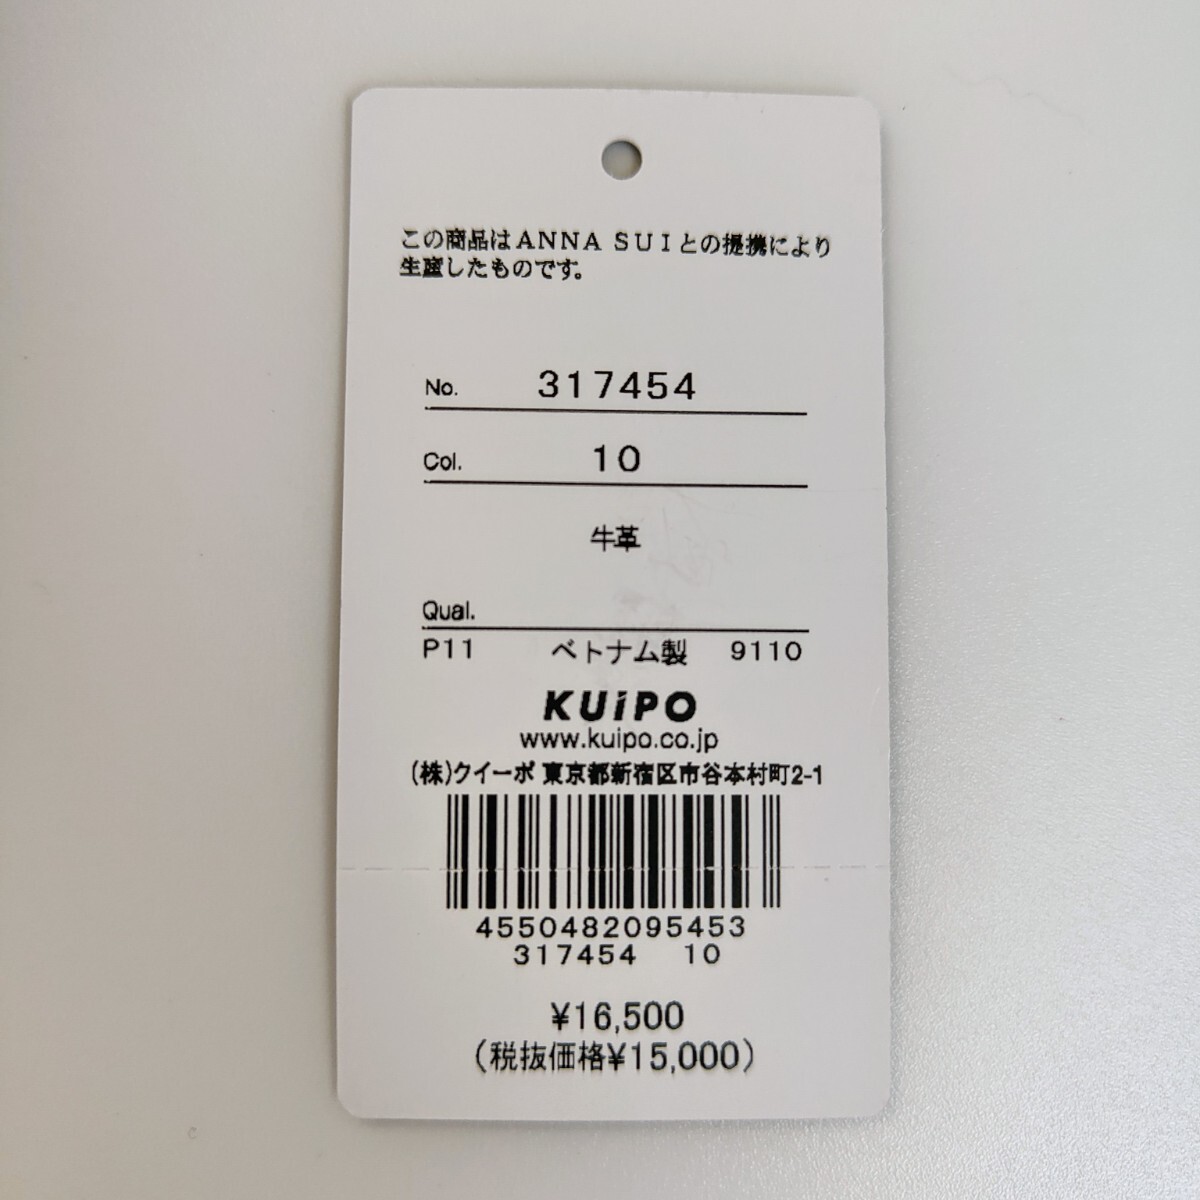 この商品はANNA SUIとの提携により
生産したものです。
No. 317454
Col. 10
牛革
Qual.
P11 ベトナム製 9110
KUiPO
www.kuipo.co.jp
(株)クイーポ 東京都新宿区市谷本村町2-1
4550482095453
317454 10
¥16,500
(税抜価格¥15,000)